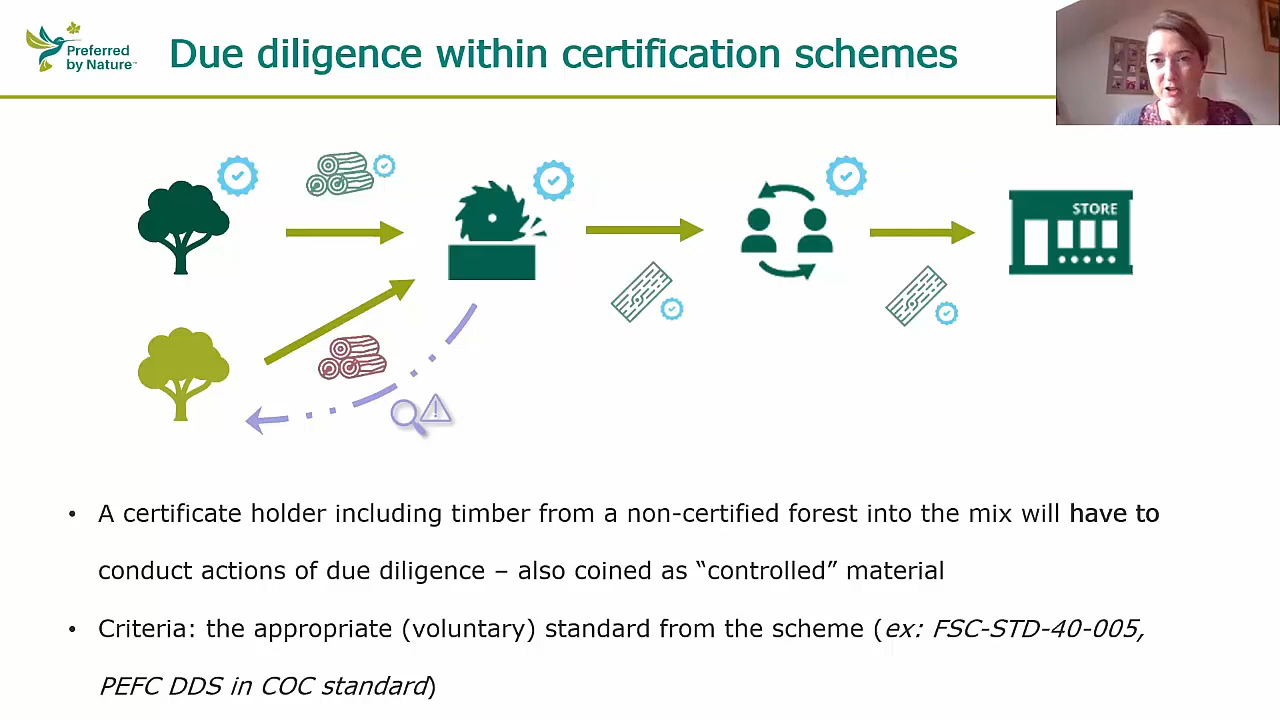 Preferred
by Nature™
Due diligence within certification schemes
STORE
• A certificate holder including timber from a non-certified forest into the mix will have to
conduct actions of due diligence – also coined as “controlled” material
• Criteria: the appropriate (voluntary) standard from the scheme (ex: FSC-STD-40-005,
PEFC DDS in COC standard)